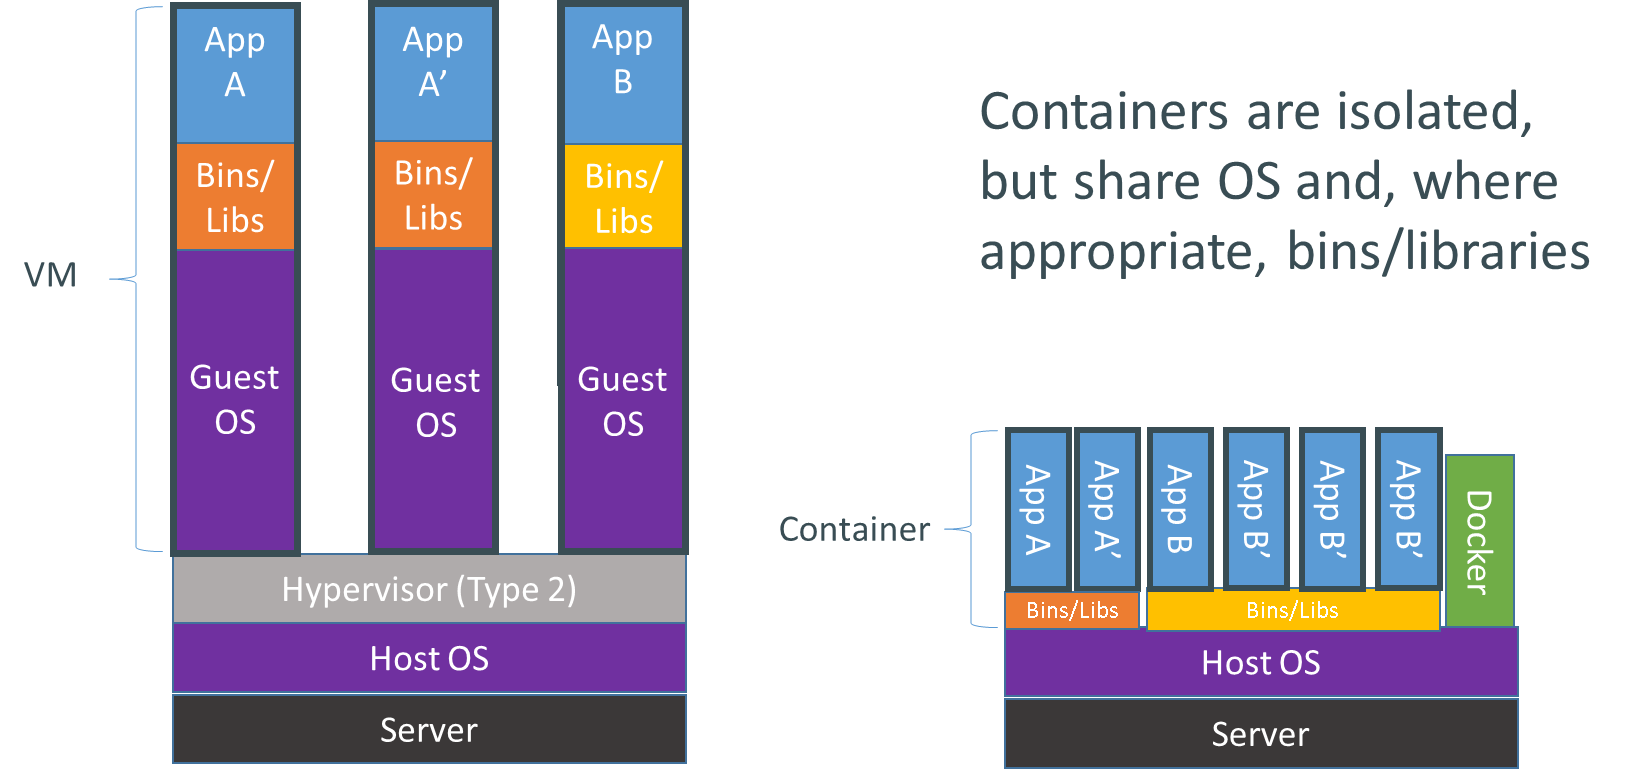 VM
App
A
Bins/
Libs
Guest
OS
App
A’
Bins/
Libs
Guest
OS
App
B
Bins/
Libs
Guest
OS
Hypervisor (Type 2)
Host OS
Server
Containers are isolated,
but share OS and, where
appropriate, bins/libraries
Container
App A
App A’
App B
App B’
App B’
App B’
Docker
Bins/Libs
Bins/Libs
Host OS
Server